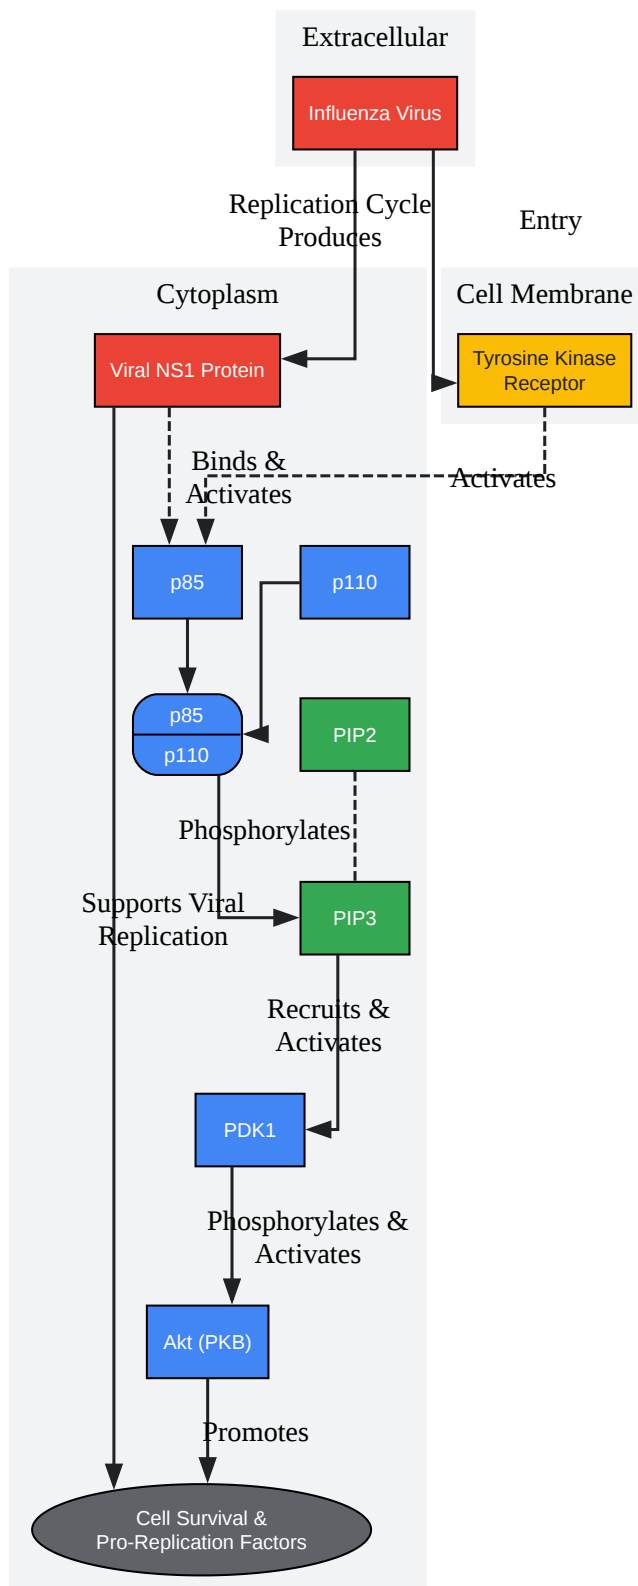 Extracellular
Influenza Virus
Replication Cycle
Produces
Entry
Cytoplasm
Cell Membrane
Viral NS1 Protein
Tyrosine Kinase
Receptor
Binds &
Activates
Activates
p85
p110
p85
p110
PIP2
Phosphorylates
Supports Viral
Replication
PIP3
Recruits &
Activates
PDK1
Phosphorylates &
Activates
Akt (PKB)
Promotes
Cell Survival &
Pro-Replication Factors